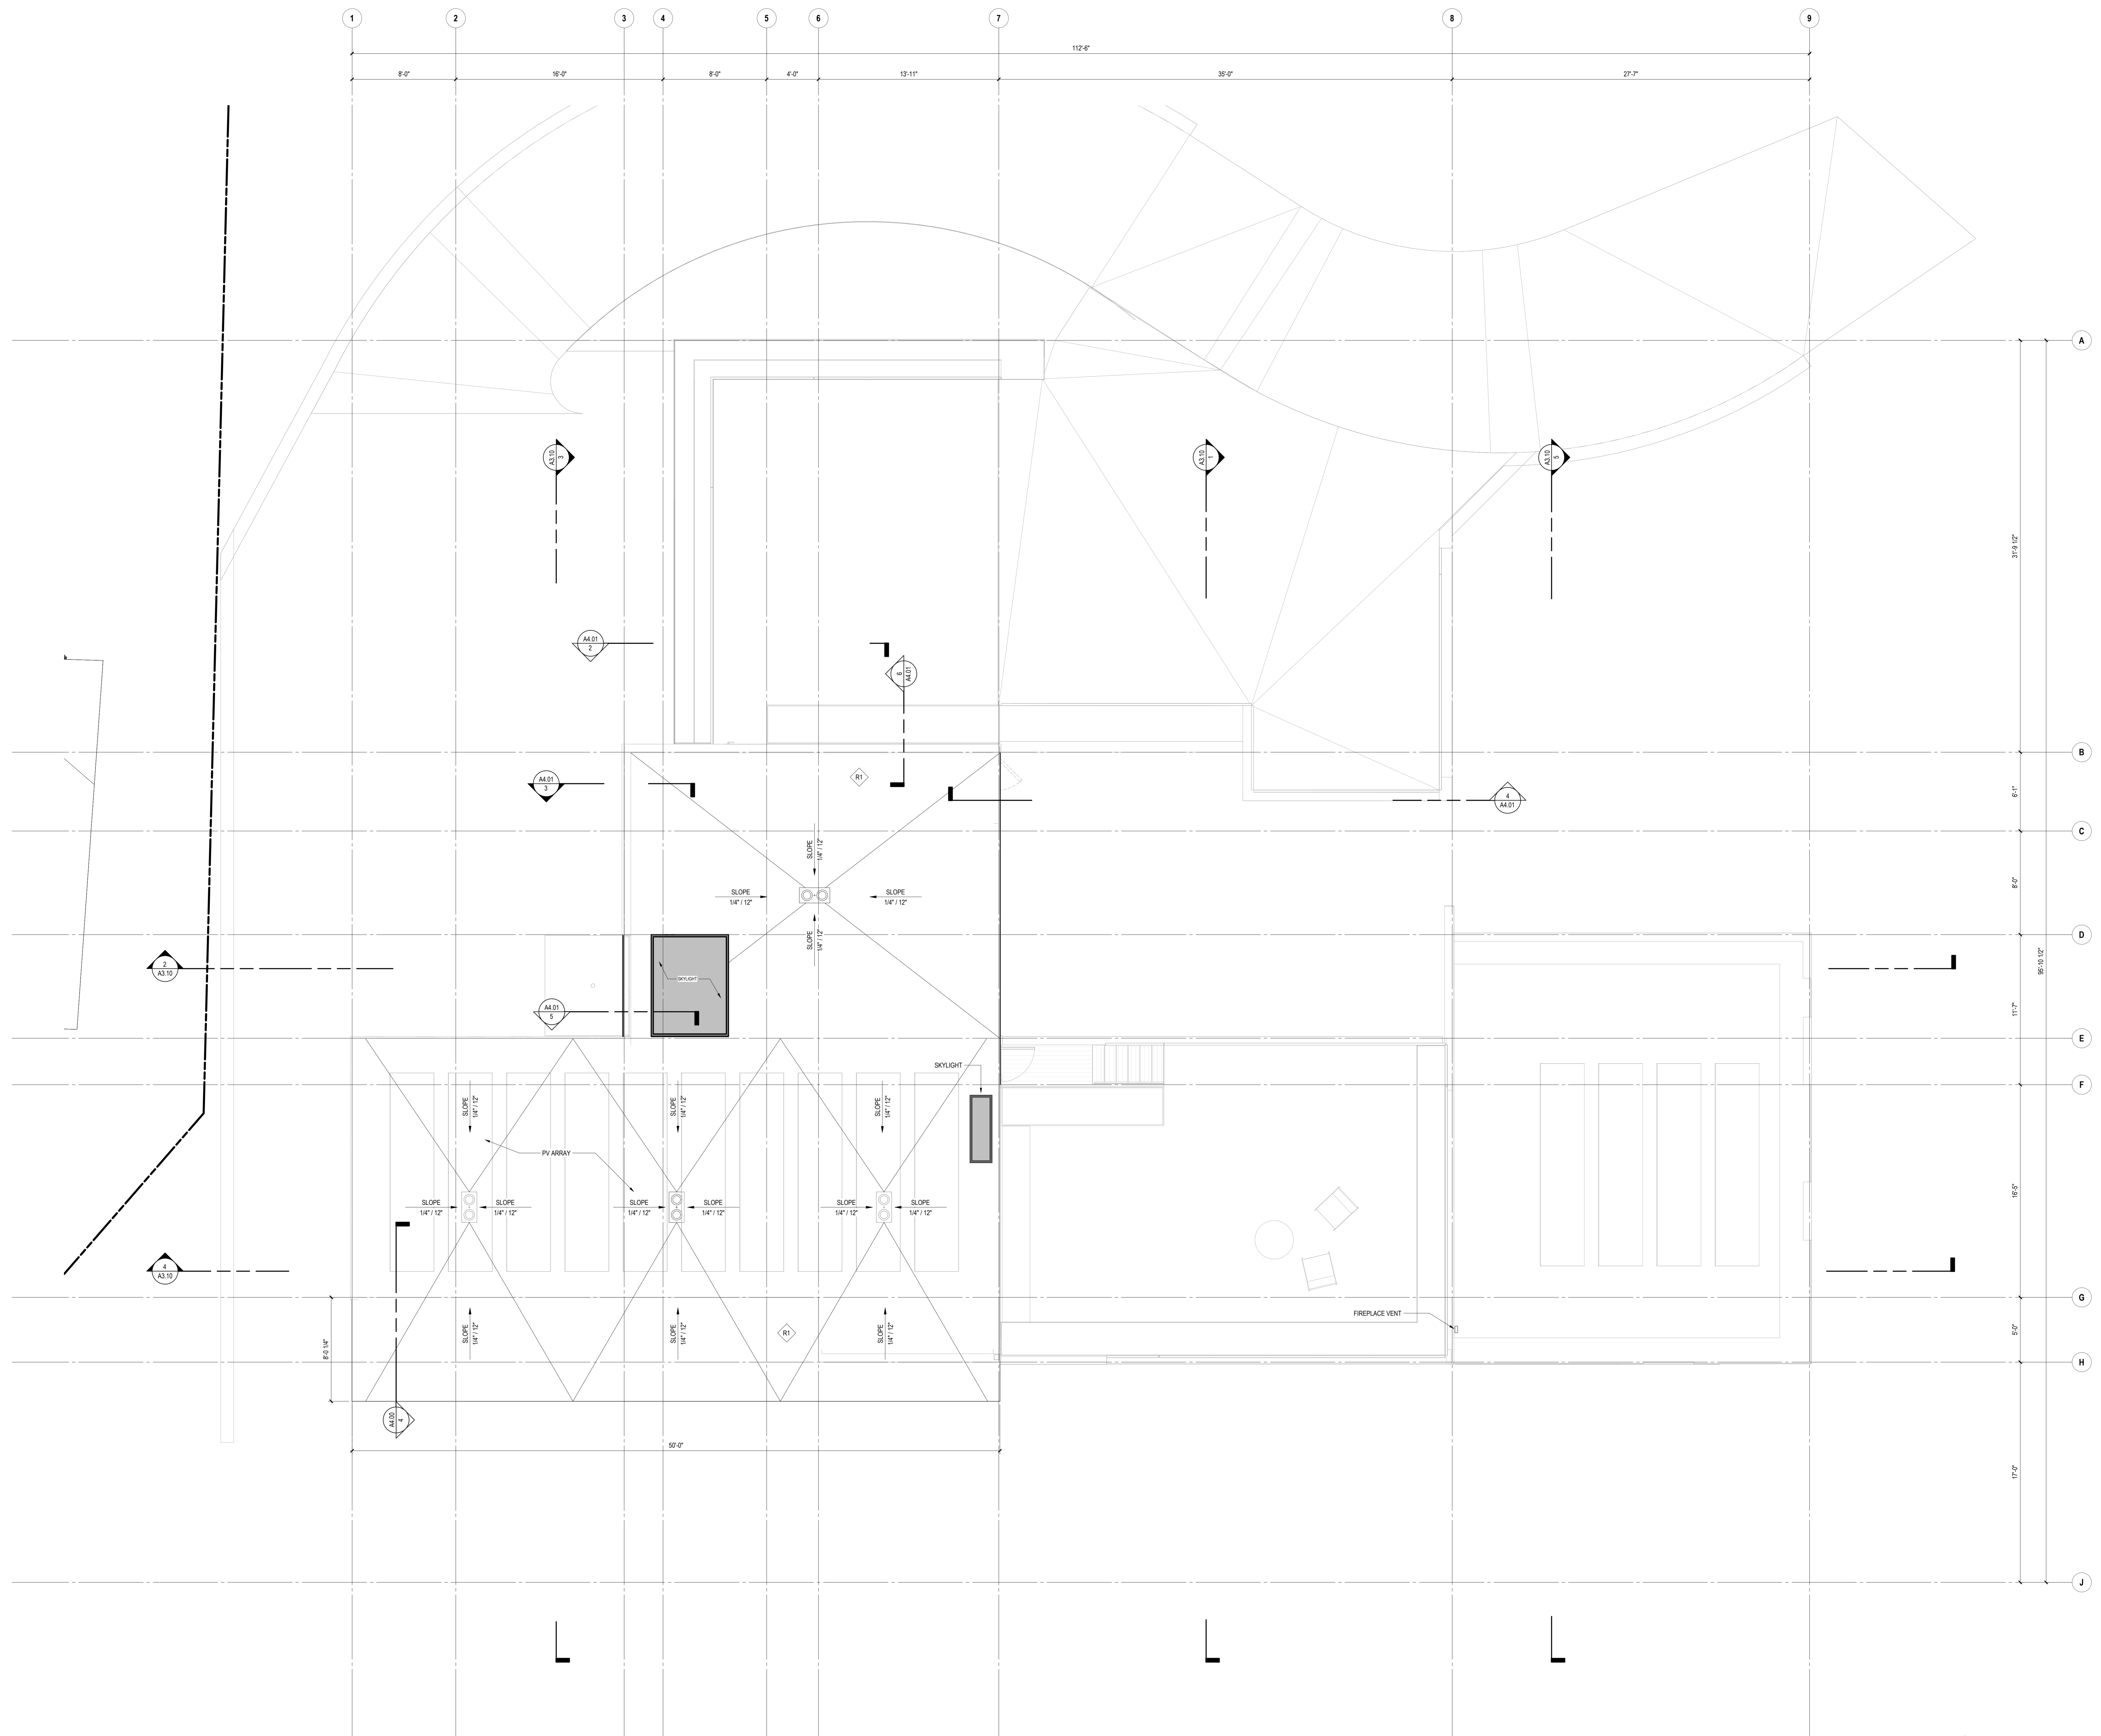 1
2
3
4
5
6
7
8
9
112'-6"
8'-0"
16'-0"
8'-0"
4'-0"
13'-11"
35'-0"
27'-7"
A
A3.10
3
A3.10
1
A3.10
5
31'-9 1/2"
A4.01
2
6
A4.01
B
R1
A4.01
3
4
A4.01
6'-1"
C
SLOPE
1/4" / 12"
SLOPE
1/4" / 12"
SLOPE
1/4" / 12"
8'-0"
SLOPE
1/4" / 12"
D
2
A3.10
SKYLIGHT
95'-10 1/2"
A4.01
5
11'-7"
E
SKYLIGHT
F
SLOPE
1/4" / 12"
SLOPE
1/4" / 12"
SLOPE
1/4" / 12"
PV ARRAY
16'-5"
SLOPE
1/4" / 12"
SLOPE
1/4" / 12"
SLOPE
1/4" / 12"
SLOPE
1/4" / 12"
SLOPE
1/4" / 12"
SLOPE
1/4" / 12"
4
A3.10
G
FIREPLACE VENT
8'-0 1/4"
SLOPE
1/4" / 12"
SLOPE
1/4" / 12"
R1
SLOPE
1/4" / 12"
5'-0"
H
A4.00
4
50'-0"
17'-0"
J